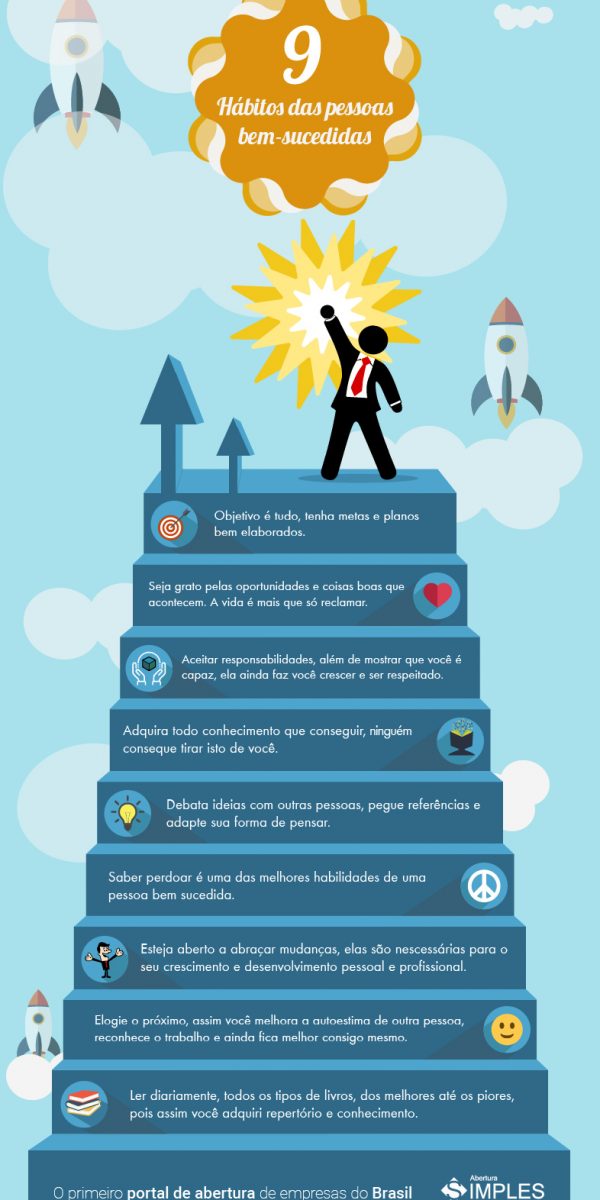 9
Hábitos das pessoas
bem-sucedidas
Objetivo é tudo, tenha metas e planos
bem elaborados.
Seja grato pelas oportunidades e coisas boas que
acontecem. A vida é mais que só reclamar.
Aceitar responsabilidades, além de mostrar que você é
capaz, ela ainda faz você crescer e ser respeitado.
Adquira todo conhecimento que conseguir, ninguém
conseque tirar isto de você.
Debata ideias com outras pessoas, pegue referências e
adapte sua forma de pensar.
Saber perdoar é uma das melhores habilidades de uma
pessoa bem sucedida.
Esteja aberto a abraçar mudanças, elas são nescessárias para o
seu crescimento e desenvolvimento pessoal e profissional.
Elogie o próximo, assim você melhora a autoestima de outra pessoa,
reconhece o trabalho e ainda fica melhor consigo mesmo.
Ler diariamente, todos os tipos de livros, dos melhores até os piores,
pois assim você adquiri repertório e conhecimento.
O primeiro portal de abertura de empresas do Brasil
Abertura
SIMPLES